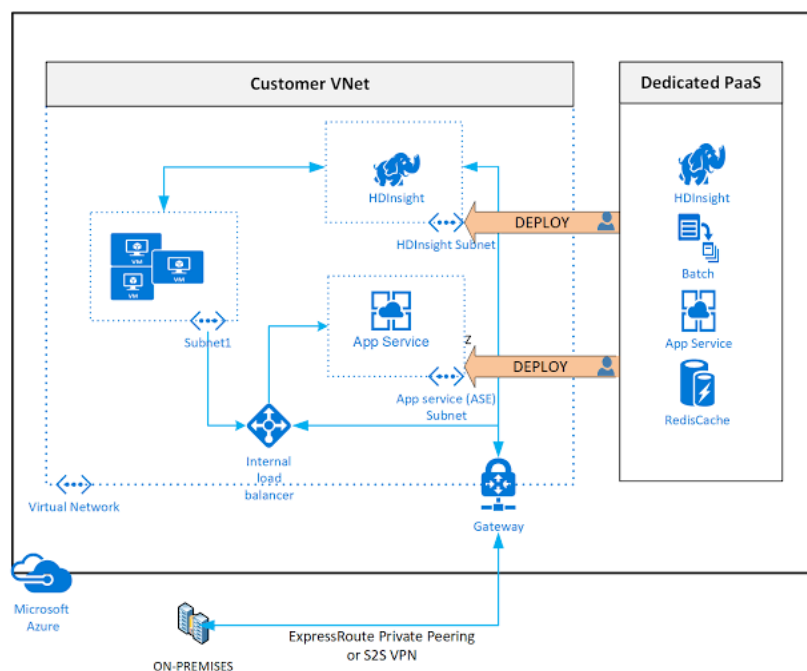 Customer VNet
Dedicated PaaS
HDInsight
HDInsight
DEPLOY
HDInsight Subnet
Batch
VM
VM
VM
Subnet1
App Service
Z
App Service
DEPLOY
App service (ASE)
Subnet
RedisCache
Internal
load
balancer
Virtual Network
Gateway
Microsoft
Azure
ExpressRoute Private Peering
or S2S VPN
ON-PREMISES